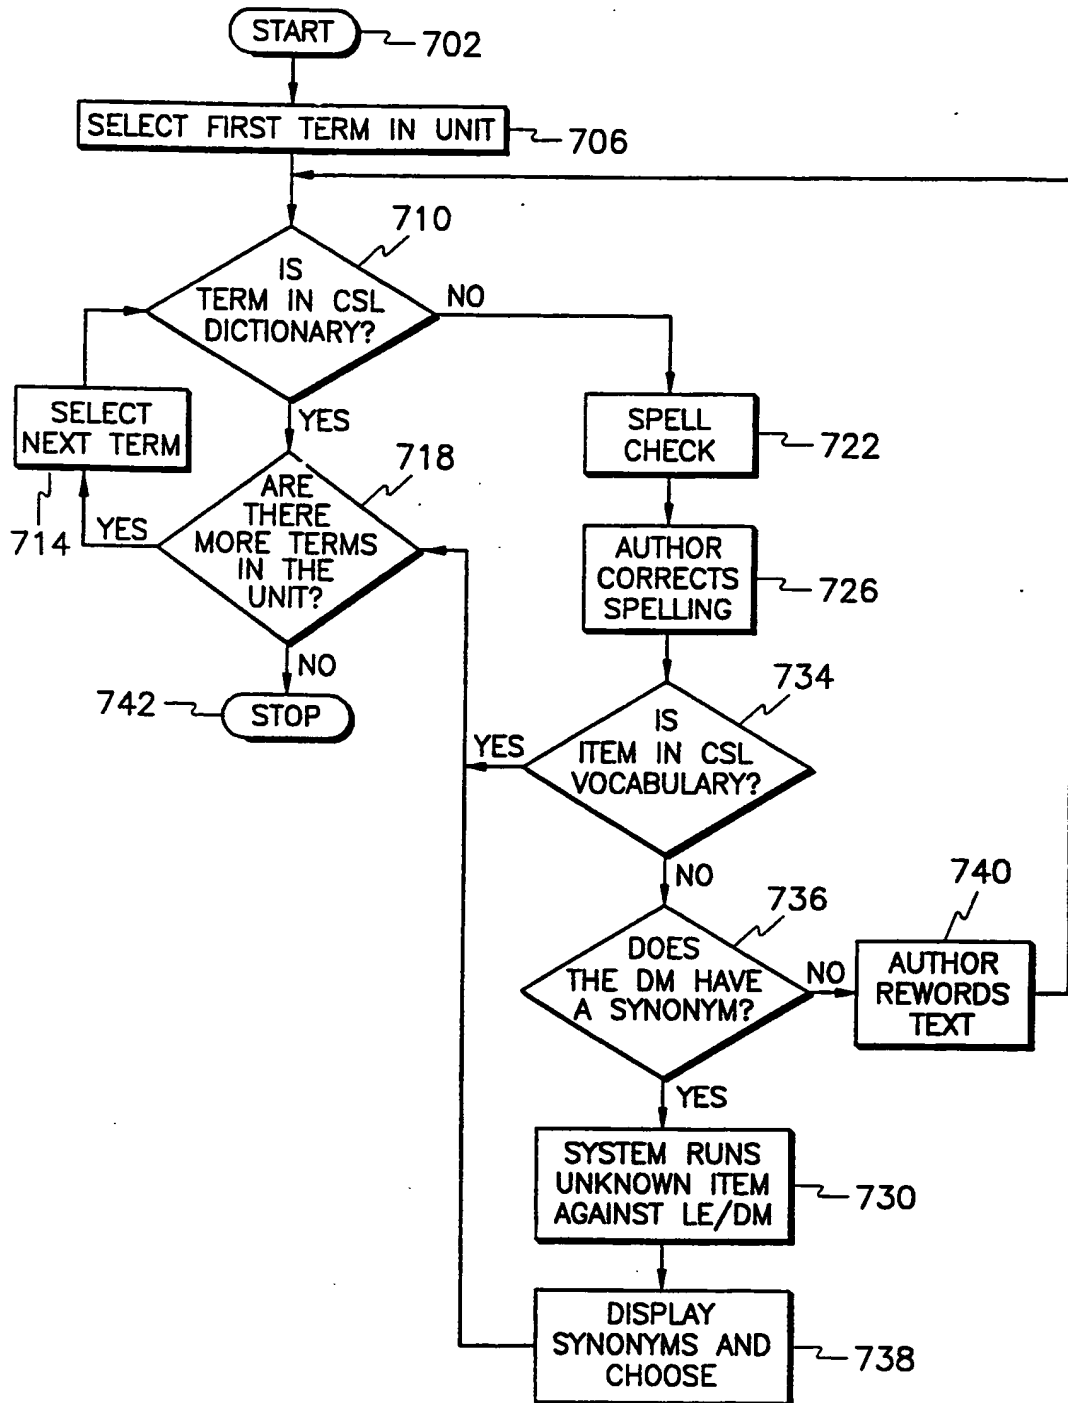 START
702
SELECT FIRST TERM IN UNIT
706
710
IS
TERM IN CSL
DICTIONARY?
NO
YES
SELECT
NEXT TERM
714
718
ARE
THERE
MORE TERMS
IN THE
UNIT?
YES
NO
742
STOP
SPELL
CHECK
722
AUTHOR
CORRECTS
SPELLING
726
734
IS
ITEM IN CSL
VOCABULARY?
YES
NO
736
DOES
THE DM HAVE
A SYNONYM?
NO
740
AUTHOR
REWORDS
TEXT
YES
SYSTEM RUNS
UNKNOWN ITEM
AGAINST LE/DM
730
DISPLAY
SYNONYMS AND
CHOOSE
738